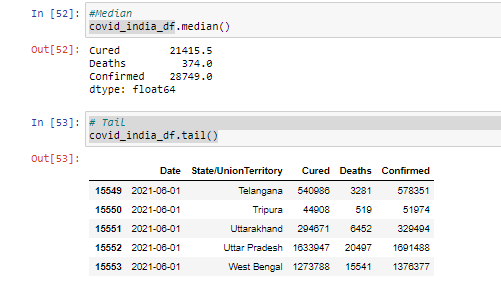 In [52]: #Median
covid_india_df.median()
Out[52]: Cured 21415.5
Deaths 374.0
Confirmed 28749.0
dtype: float64
In [53]: # Tail
covid_india_df.tail()
Out[53]:
Date State/UnionTerritory Cured Deaths Confirmed
15549 2021-06-01 Telangana 540986 3281 578351
15550 2021-06-01 Tripura 44908 519 51974
15551 2021-06-01 Uttarakhand 294671 6452 329494
15552 2021-06-01 Uttar Pradesh 1633947 20497 1691488
15553 2021-06-01 West Bengal 1273788 15541 1376377